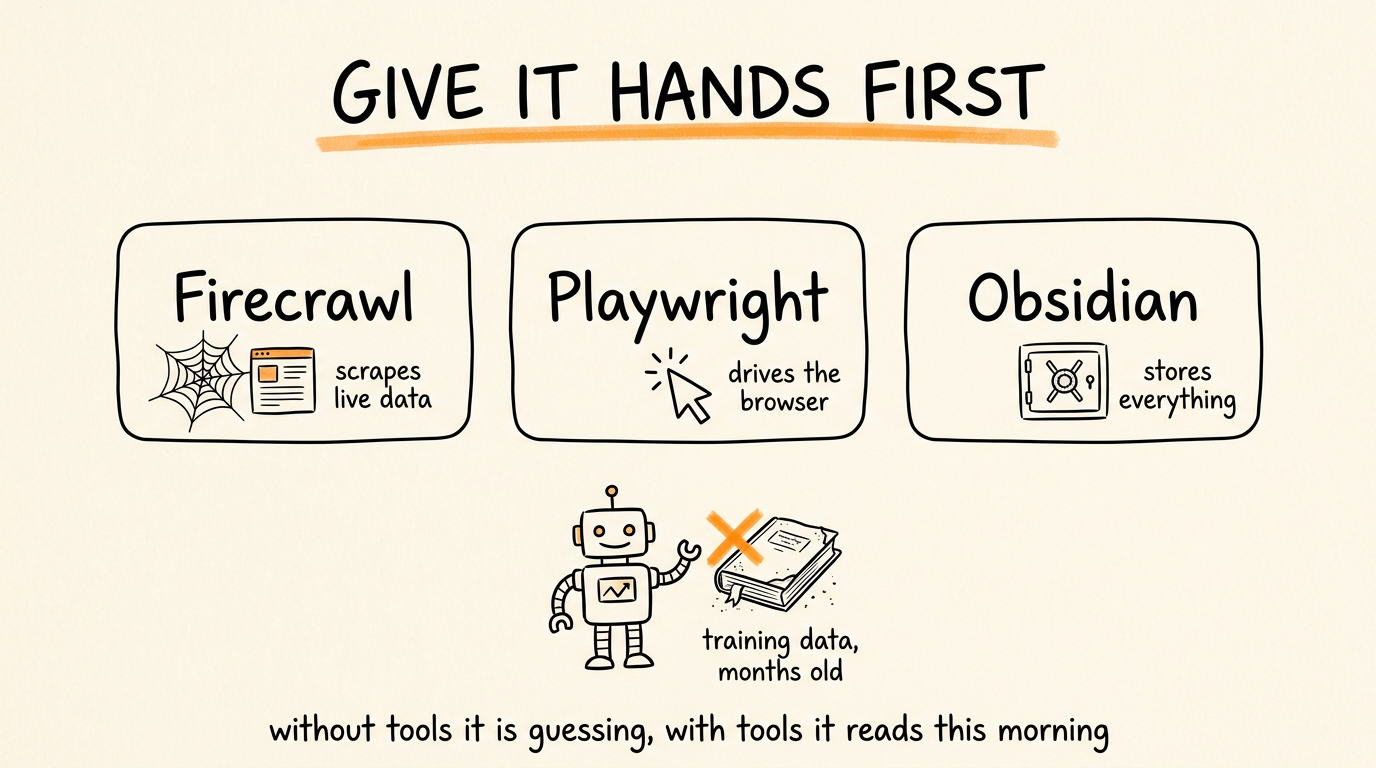 GIVE IT HANDS FIRST
Firecrawl
scrapes
live data
Playwright
drives the
browser
Obsidian
stores
everything
training data,
months old
without tools it is guessing, with tools it reads this morning